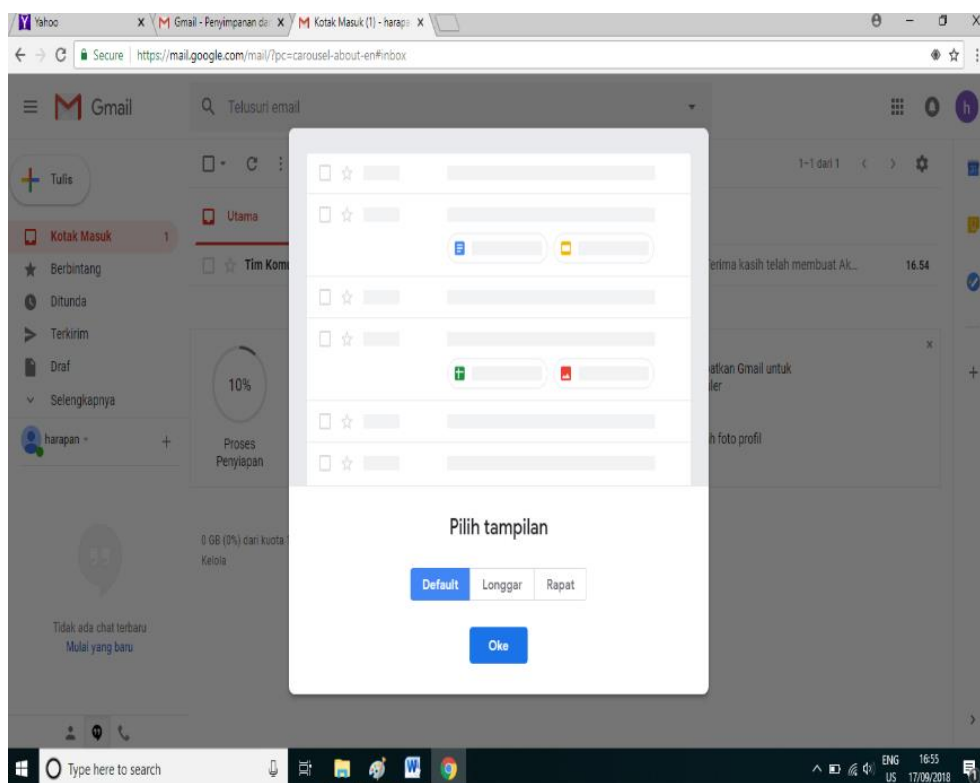 Yahoo
Gmail - Penyimpanan da
Kotak Masuk (1) - harapa
Secure https://mail.google.com/mail/?pc=carousel-about-en#inbox
Gmail
Telusuri email
Tulis
1-1 dari 1
Utama
Kotak Masuk 1
Tim Kom
erima kasih telah membuat Ak... 16.54
Berbintang
Ditunda
Terkirim
Draf
Selengkapnya
10%
Proses
Penyiapan
atkan Gmail untuk
ler
h foto profil
harapan
Pilih tampilan
0 GB (0%) dari kuota
Kelola
Default Longgar Rapat
Oke
Tidak ada chat terbaru
Mulai yang baru
Type here to search
ENG
US
16:55
17/09/2018